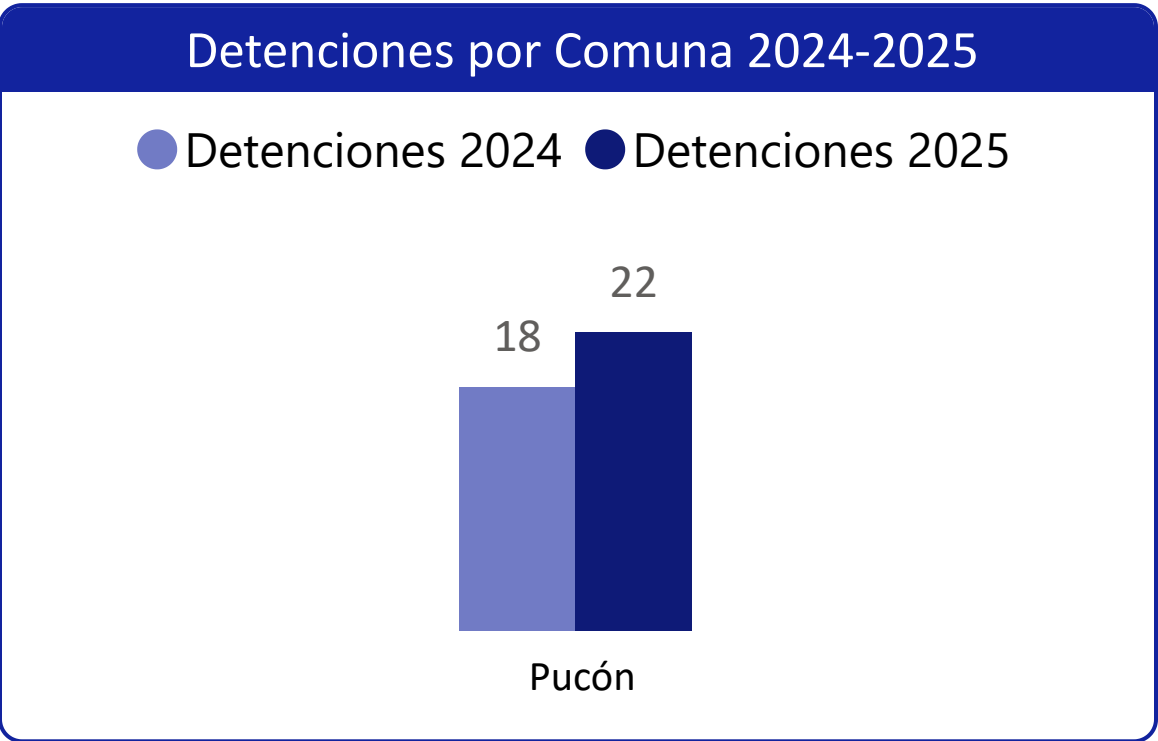 Detenciones por Comuna 2024-2025
Detenciones 2024 Detenciones 2025
22
18
Pucón